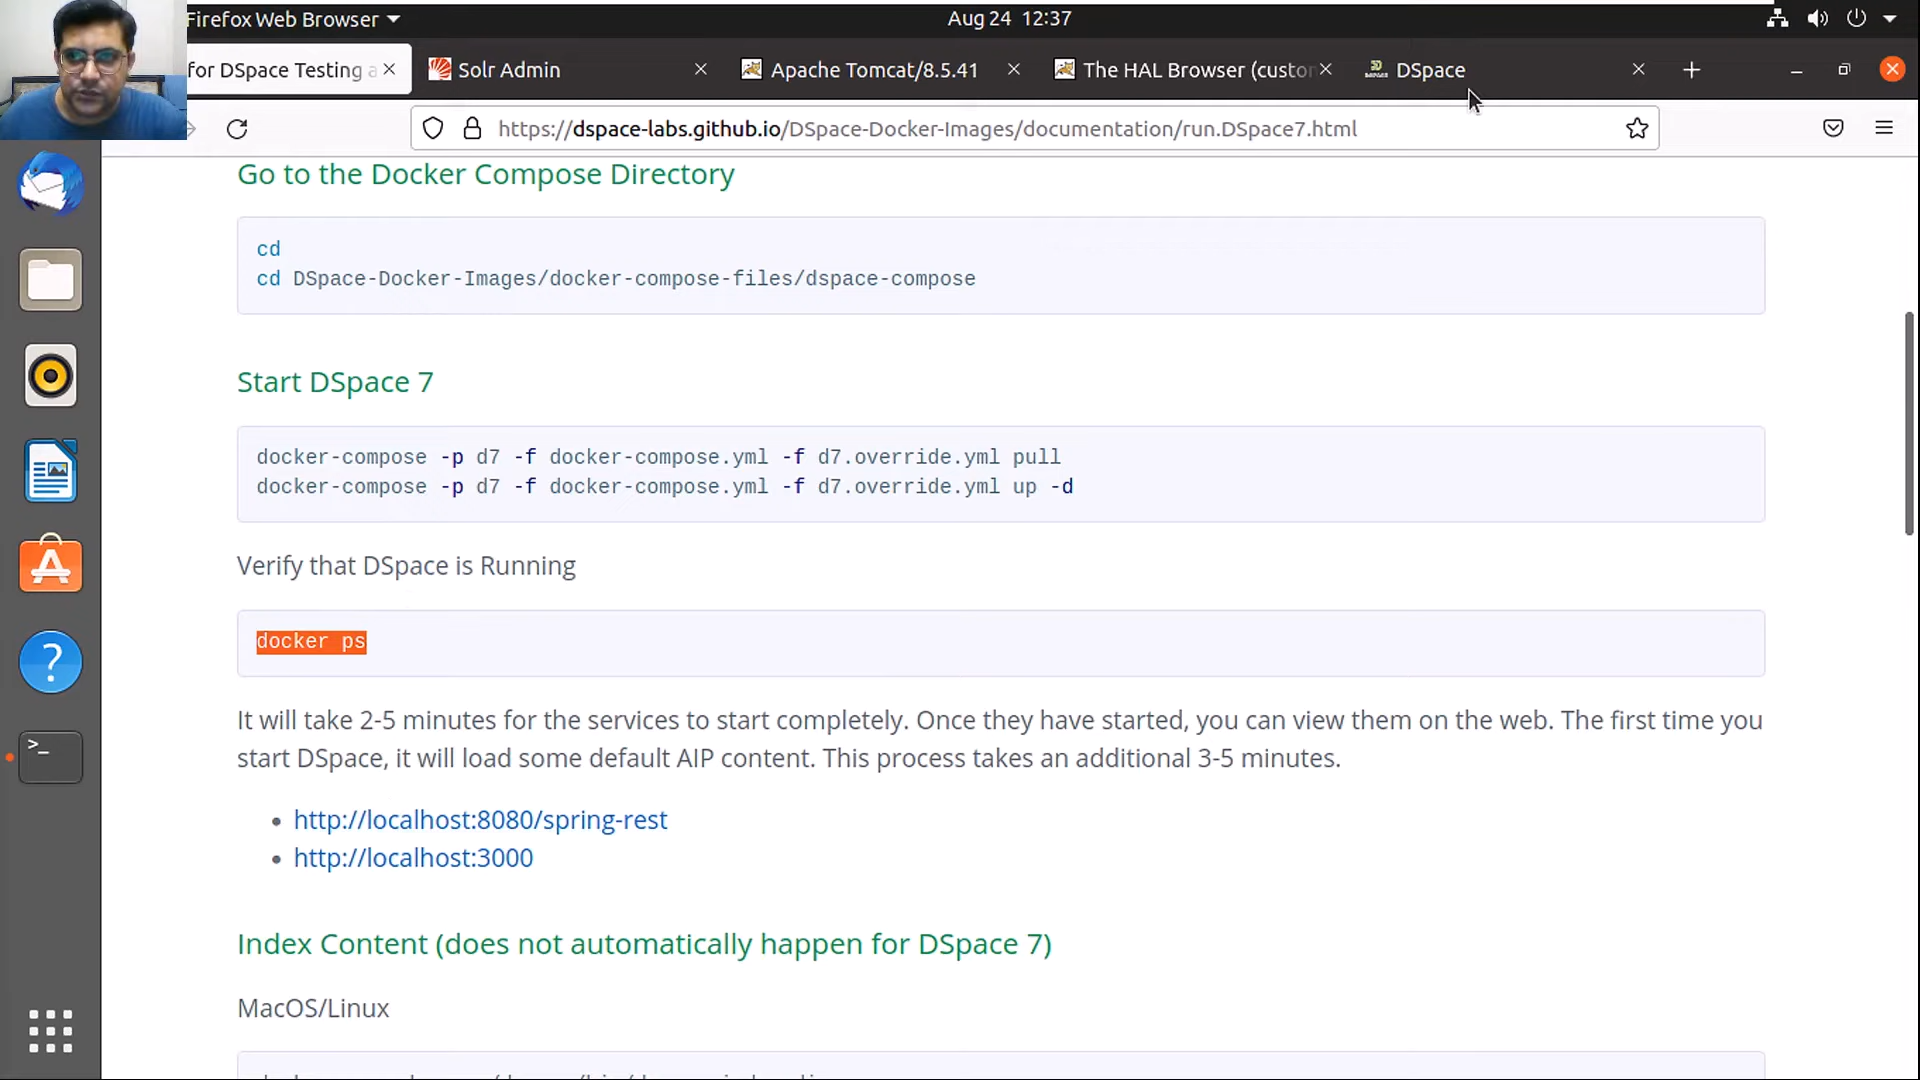 Firefox Web Browser
Aug 24 12:37
for DSpace Testing a
Solr Admin
Apache Tomcat/8.5.41
The HAL Browser (custor
DSpace
https://dspace-labs.github.io/DSpace-Docker-Images/documentation/run.DSpace7.html
Go to the Docker Compose Directory
cd
cd DSpace-Docker-Images/docker-compose-files/dspace-compose
Start DSpace 7
docker-compose -p d7 -f docker-compose.yml -f d7.override.yml pull
docker-compose -p d7 -f docker-compose.yml -f d7.override.yml up -d
Verify that DSpace is Running
docker ps
It will take 2-5 minutes for the services to start completely. Once they have started, you can view them on the web. The first time you
start DSpace, it will load some default AIP content. This process takes an additional 3-5 minutes.
• http://localhost:8080/spring-rest
• http://localhost:3000
Index Content (does not automatically happen for DSpace 7)
MacOS/Linux